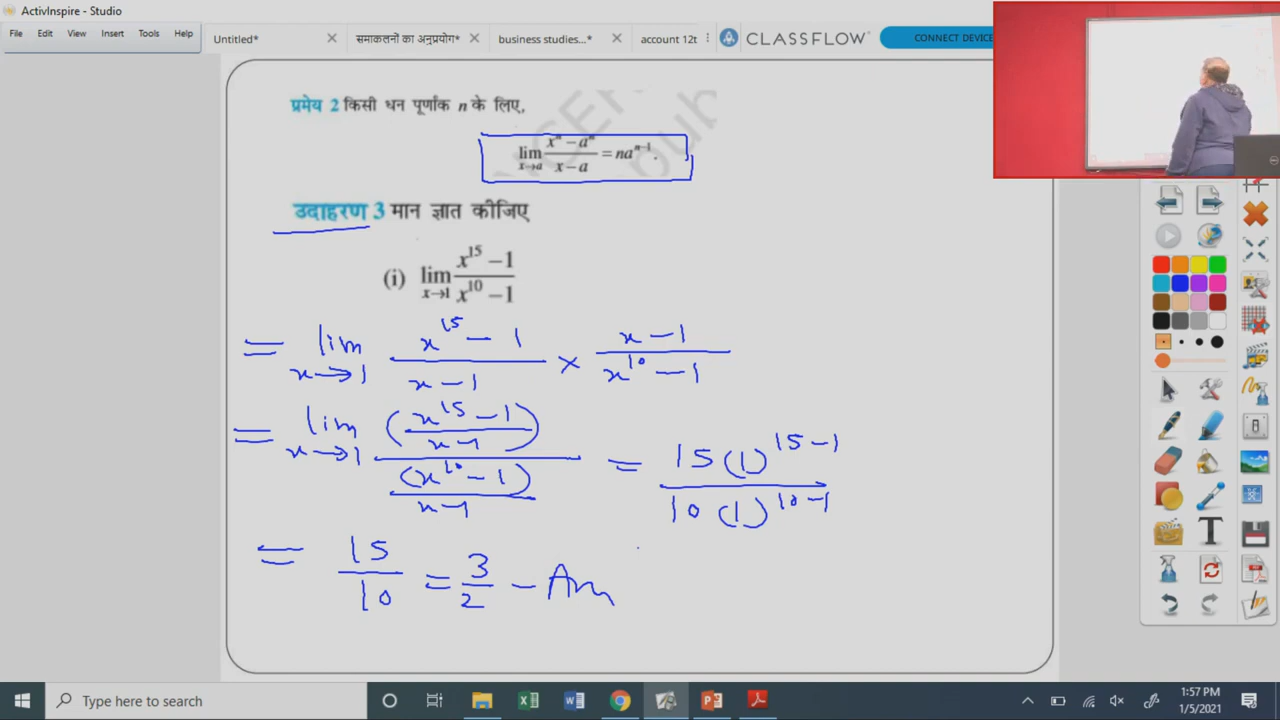 ActivInspire - Studio
File Edit View Insert Tools Help
Untitled* × समाकलनों का अनुप्रयोग* × business studies...* × account 12t CLASSFLOW CONNECT DEVICE
प्रमेय 2 किसी धन पूर्णांक n के लिए,
lim x→a (xⁿ – aⁿ)/(x – a) = naⁿ⁻¹.
उदाहरण 3 मान ज्ञात कीजिए
(i) lim x→1 (x¹⁵ – 1)/(x¹⁰ – 1)
= lim x→1 (x¹⁵ – 1)/(x – 1) × (x – 1)/(x¹⁰ – 1)
= lim x→1 ((x¹⁵ – 1)/(x – 1))/((x¹⁰ – 1)/(x – 1)) = 15(1)¹⁵⁻¹/10(1)¹⁰⁻¹
= 15/10 = 3/2 – Ans
Type here to search
1:57 PM
1/5/2021